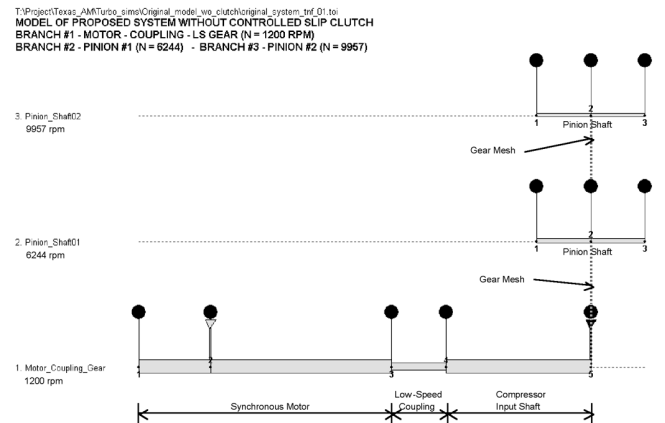 T:\Project\Texas_AM\Turbo_sims\Original_model_wo_clutch\original_system_tnf_01.toi
MODEL OF PROPOSED SYSTEM WITHOUT CONTROLLED SLIP CLUTCH
BRANCH #1 - MOTOR - COUPLING - LS GEAR (N = 1200 RPM)
BRANCH #2 - PINION #1 (N = 6244) - BRANCH #3 - PINION #2 (N = 9957)
3. Pinion_Shaft02
9957 rpm
2
1
Pinion Shaft
3
Gear Mesh
2. Pinion_Shaft01
6244 rpm
2
1
Pinion Shaft
3
Gear Mesh
1. Motor_Coupling_Gear
1200 rpm
1
2
3
4
5
Synchronous Motor
Low-Speed
Coupling
Compressor
Input Shaft